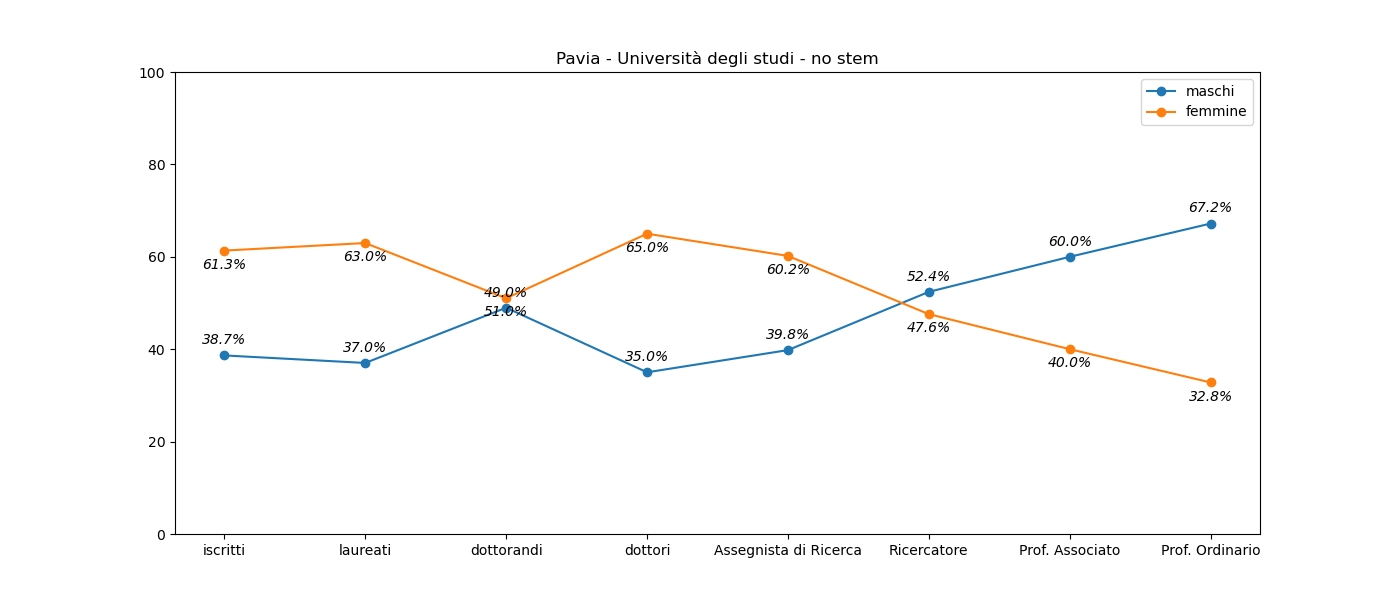 Pavia - Università degli studi - no stem
100
80
60
40
20
0
maschi
femmine
61.3%
63.0%
49.0%
51.0%
65.0%
60.2%
52.4%
60.0%
67.2%
38.7%
37.0%
35.0%
39.8%
47.6%
40.0%
32.8%
iscritti
laureati
dottorandi
dottori
Assegnista di Ricerca
Ricercatore
Prof. Associato
Prof. Ordinario